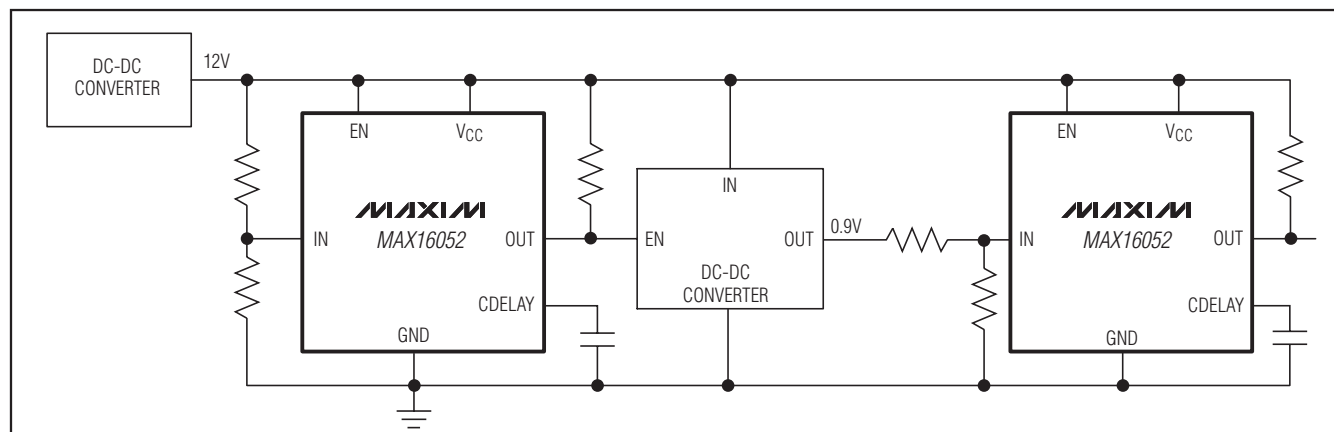 DC-DC
CONVERTER
12V
EN
VCC
IN
MAXIM
MAX16052
OUT
CDELAY
GND
IN
EN
OUT
DC-DC
CONVERTER
0.9V
EN
VCC
IN
MAXIM
MAX16052
OUT
CDELAY
GND